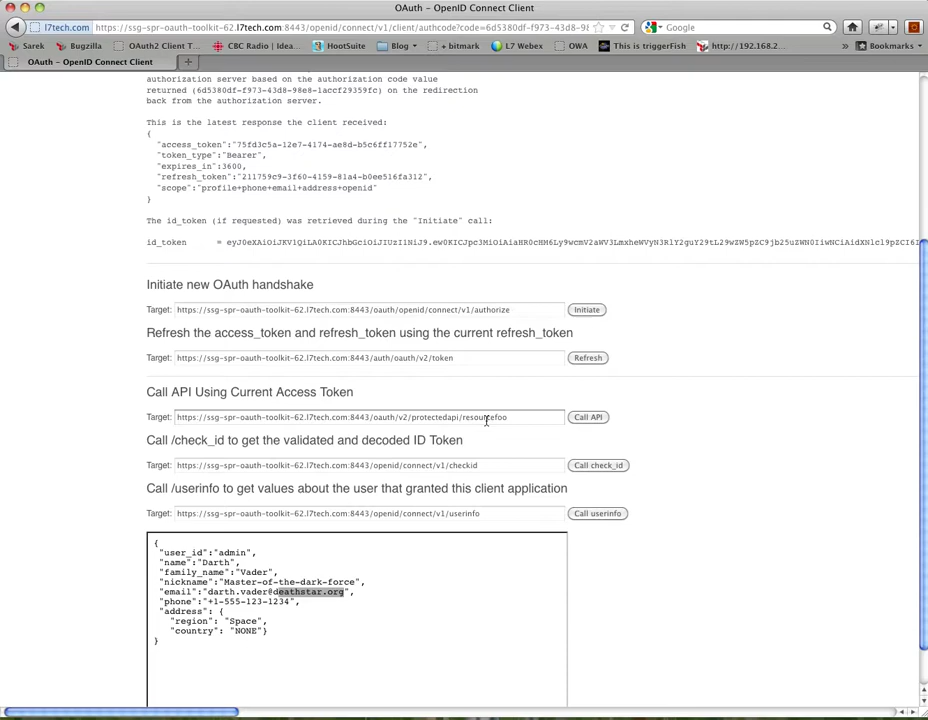 OAuth - OpenID Connect Client
l7tech.com https://ssg-spr-oauth-toolkit-62.l7tech.com:8443/openid/connect/v1/client/authcode?code=6d5380df-f973-43d8-98 Google
Sarek Bugzilla OAuth2 Client T... CBC Radio | Idea... HootSuite Blog + bitmark L7 Webex OWA This is triggerFish http://192.168.2... » Bookmarks
OAuth - OpenID Connect Client +
authorization server based on the authorization code value
returned (6d5380df-f973-43d8-98e8-1accf29359fc) on the redirection
back from the authorization server.
This is the latest response the client received:
{
"access_token":"75fd3c5a-12e7-4174-ae8d-b5c6ff17752e",
"token_type":"Bearer",
"expires_in":3600,
"refresh_token":"211759c9-3f60-4159-81a4-b0ee516fa312",
"scope":"profile+phone+email+address+openid"
}
The id_token (if requested) was retrieved during the "Initiate" call:
id_token =
Initiate new OAuth handshake
Target: https://ssg-spr-oauth-toolkit-62.l7tech.com:8443/oauth/openid/connect/v1/authorize Initiate
Refresh the access_token and refresh_token using the current refresh_token
Target: https://ssg-spr-oauth-toolkit-62.l7tech.com:8443/auth/oauth/v2/token Refresh
Call API Using Current Access Token
Target: https://ssg-spr-oauth-toolkit-62.l7tech.com:8443/oauth/v2/protectedapi/resourcefoo Call API
Call /check_id to get the validated and decoded ID Token
Target: https://ssg-spr-oauth-toolkit-62.l7tech.com:8443/openid/connect/v1/checkid Call check_id
Call /userinfo to get values about the user that granted this client application
Target: https://ssg-spr-oauth-toolkit-62.l7tech.com:8443/openid/connect/v1/userinfo Call userinfo
{
"user_id":"admin",
"name":"Darth",
"family_name":"Vader",
"nickname":"Master-of-the-dark-force",
"email":"darth.vader@deathstar.org",
"phone":"+1-555-123-1234",
"address": {
"region": "Space",
"country": "NONE"}
}